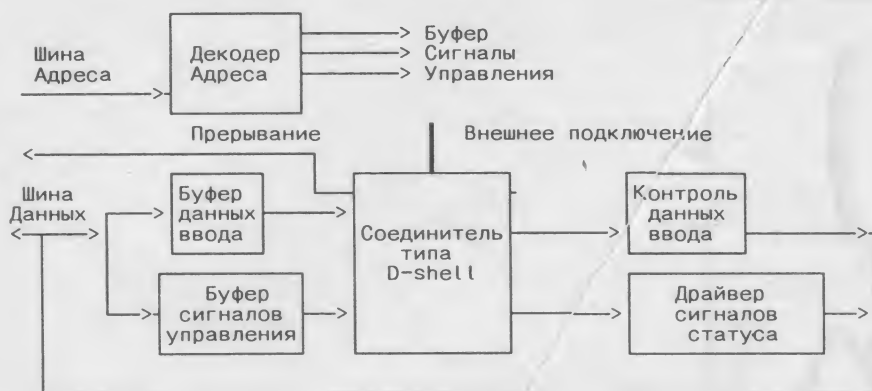 Шина
Адреса
Декодер
Адреса
Буфер
Сигналы
Управления
Прерывание
Внешнее подключение
Шина
Данных
Буфер
данных
ввода
Соединитель
типа
D-shell
Контроль
данных
ввода
Буфер
сигналов
управления
Драйвер
сигналов
статуса